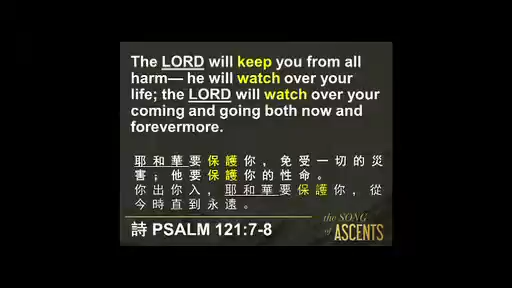 The LORD will keep you from all
harm— he will watch over your
life; the LORD will watch over your
coming and going both now and
forevermore.
耶和華要保護你，免受一切的災
害；他要保護你的性命。
你出你入，耶和華要保護你，從
今時直到永遠。
詩 PSALM 121:7-8
the SONG
of ASCENTS